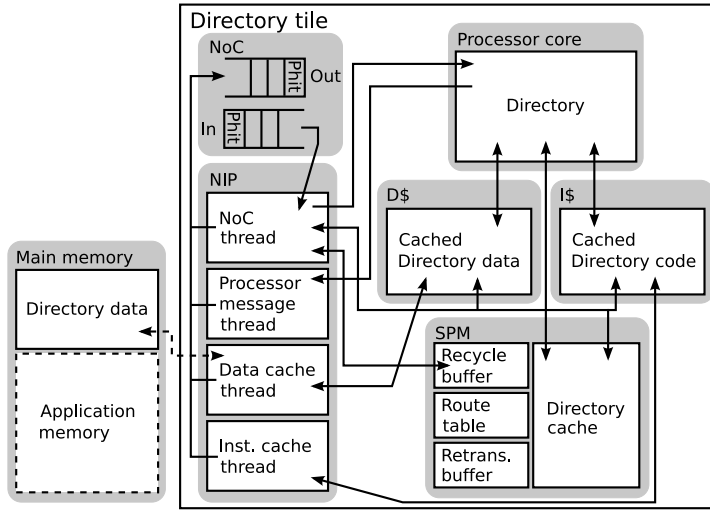 Directory tile
NoC
Phit
Out
In
Phit
Processor core
Directory
NIP
NoC
thread
Processor
message
thread
Data cache
thread
Inst. cache
thread
D$
Cached
Directory data
I$
Cached
Directory code
Main memory
Directory data
Application
memory
SPM
Recycle
buffer
Route
table
Retrans.
buffer
Directory
cache